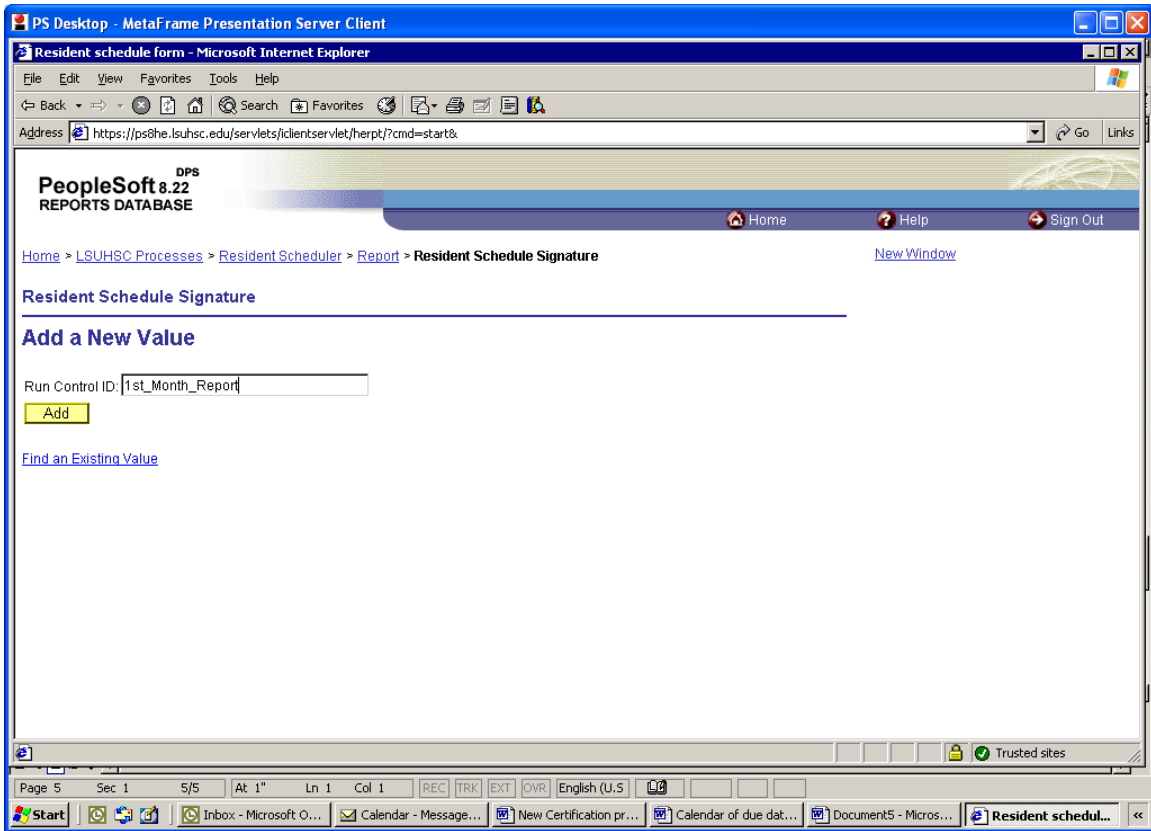 PS Desktop - MetaFrame Presentation Server Client
Resident schedule form - Microsoft Internet Explorer
File Edit View Favorites Tools Help
Back Search Favorites
Address https://ps8he.lsuhsc.edu/servlets/iclientservlet/herpt/?cmd=start& Go Links
DPS
PeopleSoft 8.22
REPORTS DATABASE
Home Help Sign Out
Home > LSUHSC Processes > Resident Scheduler > Report > Resident Schedule Signature New Window
Resident Schedule Signature
Add a New Value
Run Control ID: 1st_Month_Report
Add
Find an Existing Value
Trusted sites
Page 5 Sec 1 5/5 At 1" Ln 1 Col 1 REC TRK EXT OVR English (U.S
Start Inbox - Microsoft O... Calendar - Message... New Certification pr... Calendar of due dat... Document5 - Micros... Resident schedul... «